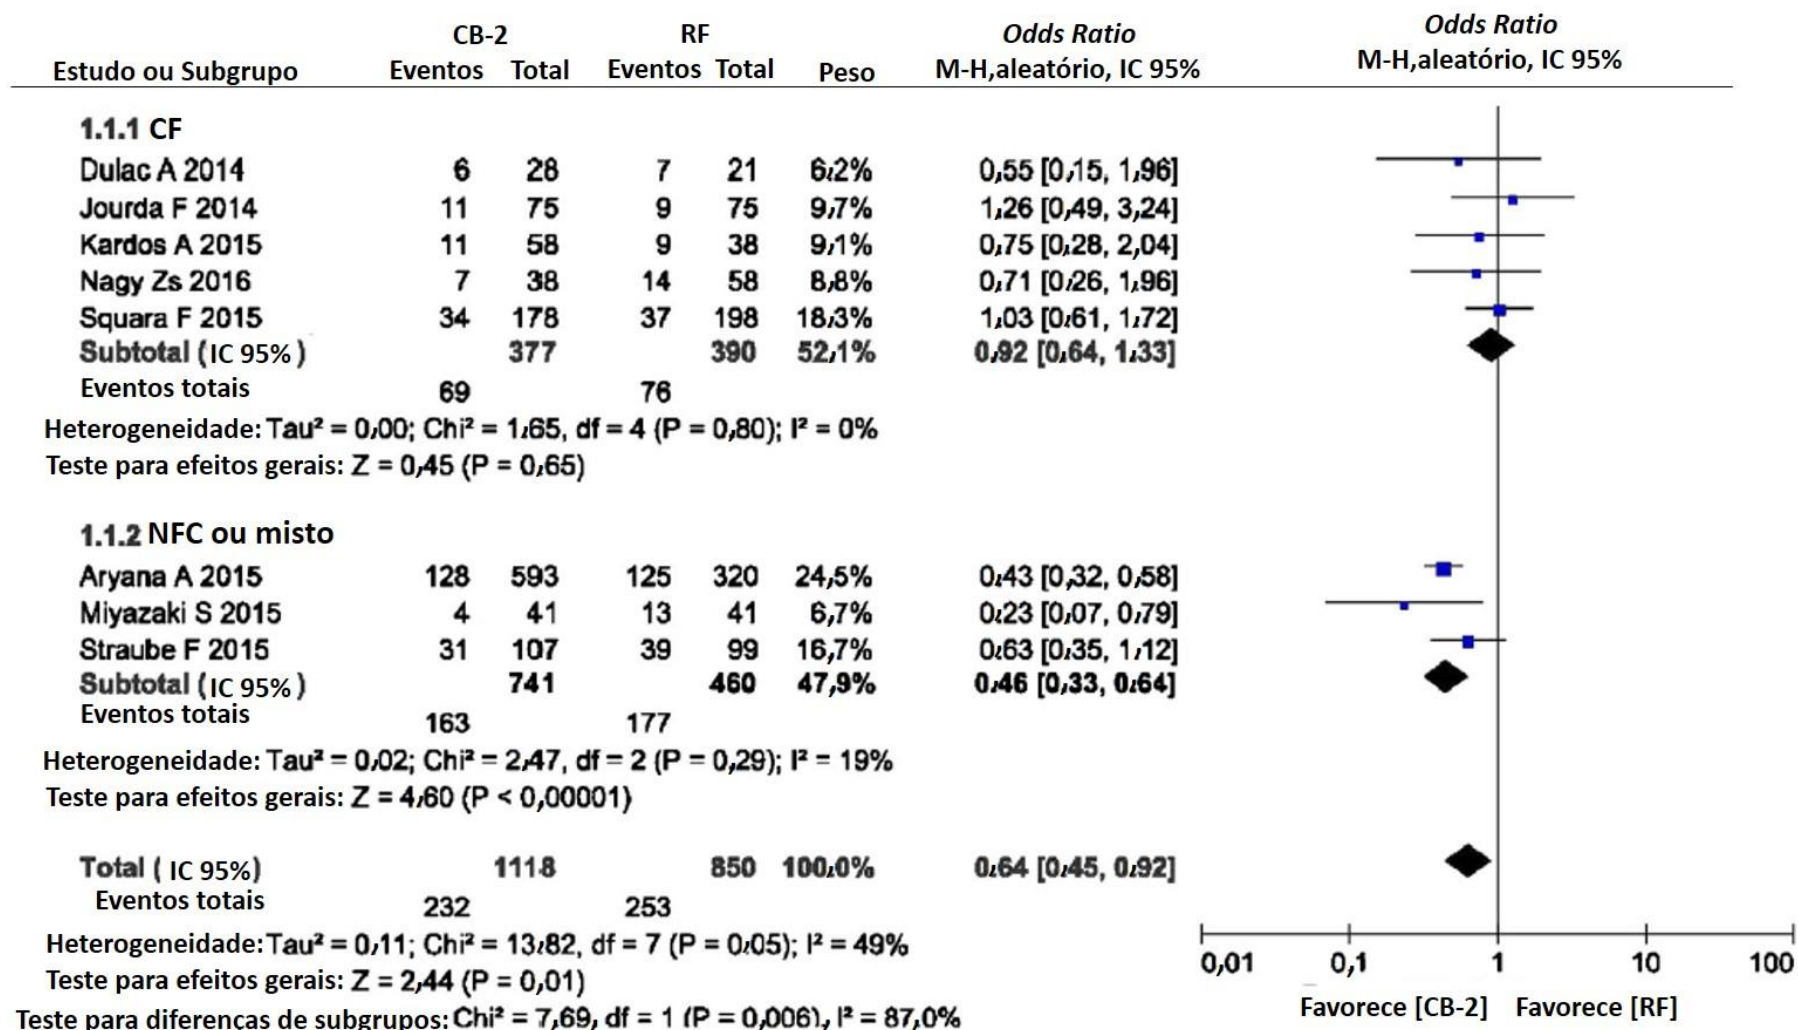 CB-2 RF Odds Ratio Odds Ratio
Estudo ou Subgrupo Eventos Total Eventos Total Peso M-H,aleatório, IC 95% M-H,aleatório, IC 95%
1.1.1 CF
Dulac A 2014 6 28 7 21 6,2% 0,55 [0,15, 1,96]
Jourda F 2014 11 75 9 75 9,7% 1,26 [0,49, 3,24]
Kardos A 2015 11 58 9 38 9,1% 0,75 [0,28, 2,04]
Nagy Zs 2016 7 38 14 58 8,8% 0,71 [0,26, 1,96]
Squara F 2015 34 178 37 198 18,3% 1,03 [0,61, 1,72]
Subtotal (IC 95%) 377 390 52,1% 0,92 [0,64, 1,33]
Eventos totais 69 76
Heterogeneidade: Tau² = 0,00; Chi² = 1,65, df = 4 (P = 0,80); I² = 0%
Teste para efeitos gerais: Z = 0,45 (P = 0,65)
1.1.2 NFC ou misto
Aryana A 2015 128 593 125 320 24,5% 0,43 [0,32, 0,58]
Miyazaki S 2015 4 41 13 41 6,7% 0,23 [0,07, 0,79]
Straube F 2015 31 107 39 99 16,7% 0,63 [0,35, 1,12]
Subtotal (IC 95%) 741 460 47,9% 0,46 [0,33, 0,64]
Eventos totais 163 177
Heterogeneidade: Tau² = 0,02; Chi² = 2,47, df = 2 (P = 0,29); I² = 19%
Teste para efeitos gerais: Z = 4,60 (P < 0,00001)
Total ( IC 95%) 1118 850 100,0% 0,64 [0,45, 0,92]
Eventos totais 232 253
Heterogeneidade: Tau² = 0,11; Chi² = 13,82, df = 7 (P = 0,05); I² = 49%
Teste para efeitos gerais: Z = 2,44 (P = 0,01)
Teste para diferenças de subgrupos: Chi² = 7,69, df = 1 (P = 0,006), I² = 87,0%
0,01 0,1 1 10 100
Favorece [CB-2] Favorece [RF]